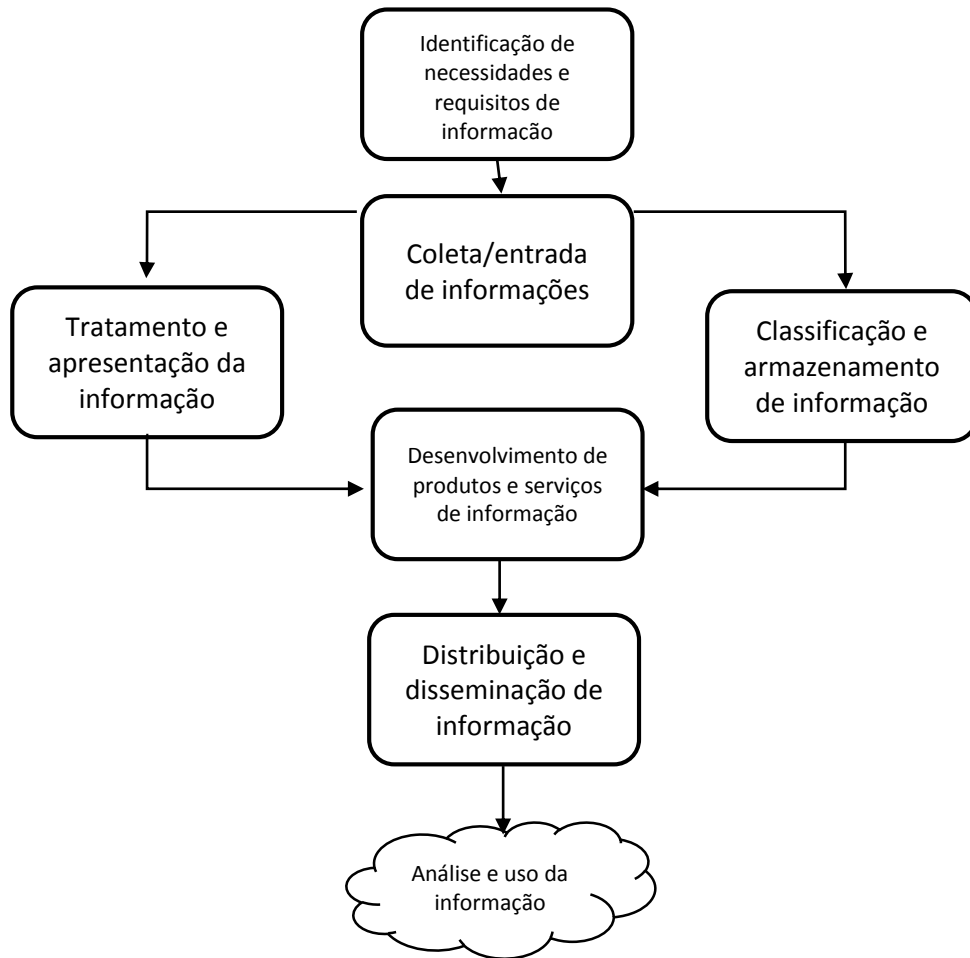 Identificação de
necessidades e
requisitos de
informacão
Coleta/entrada
de informações
Tratamento e
apresentação da
informação
Classificação e
armazenamento
de informação
Desenvolvimento de
produtos e serviços
de informação
Distribuição e
disseminação de
informação
Análise e uso da
informação